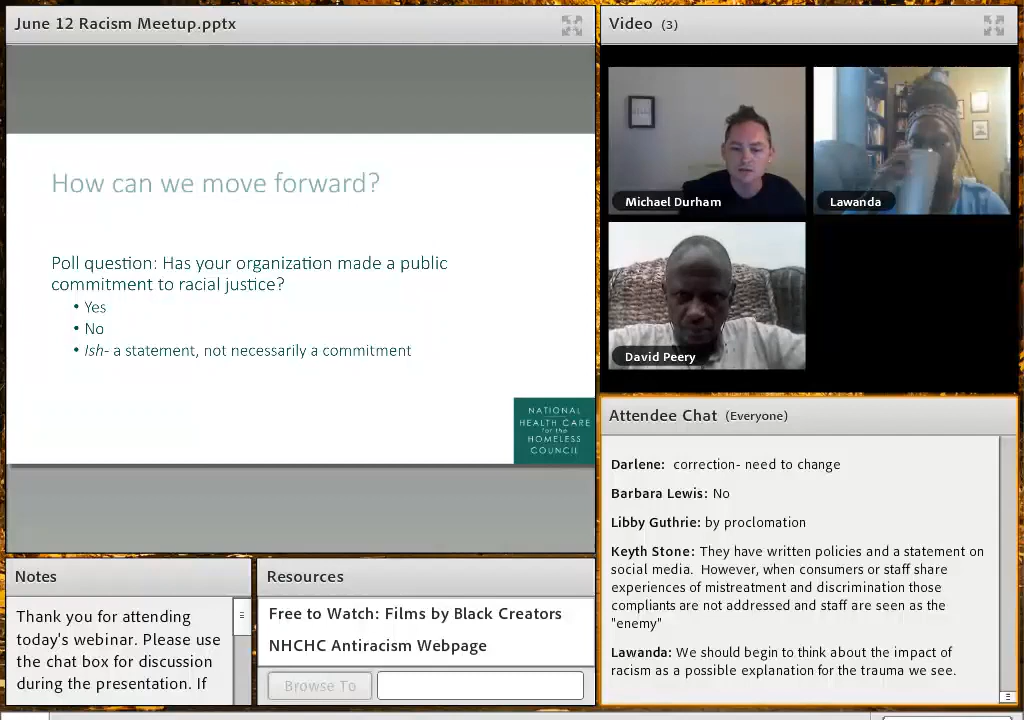 June 12 Racism Meetup.pptx
How can we move forward?
Poll question: Has your organization made a public
commitment to racial justice?
• Yes
• No
• Ish- a statement, not necessarily a commitment
NATIONAL
HEALTH CARE
for the
HOMELESS
COUNCIL
Video (3)
Michael Durham
Lawanda
David Peery
Attendee Chat (Everyone)
Darlene: correction- need to change
Barbara Lewis: No
Libby Guthrie: by proclomation
Keyth Stone: They have written policies and a statement on
social media. However, when consumers or staff share
experiences of mistreatment and discrimination those
compliants are not addressed and staff are seen as the
"enemy"
Lawanda: We should begin to think about the impact of
racism as a possible explanation for the trauma we see.
Notes
Thank you for attending
today's webinar. Please use
the chat box for discussion
during the presentation. If
Resources
Free to Watch: Films by Black Creators
NHCHC Antiracism Webpage
Browse To